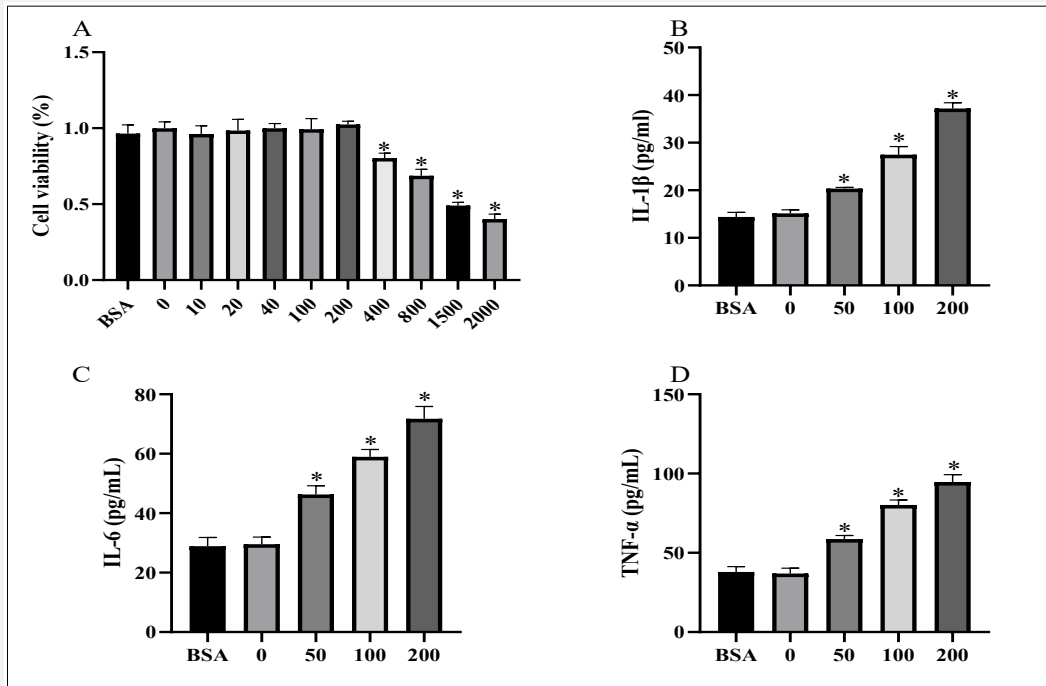 A
Cell viability (%)
1.5
1.0
0.5
0.0
* * * *
BSA 0 10 20 40 100 200 400 800 1500 2000
B
IL-1β (pg/ml)
50
40
30
20
10
0
* * *
BSA 0 50 100 200
C
IL-6 (pg/mL)
80
60
40
20
0
* * *
BSA 0 50 100 200
D
TNF-α (pg/mL)
150
100
50
0
* * *
BSA 0 50 100 200